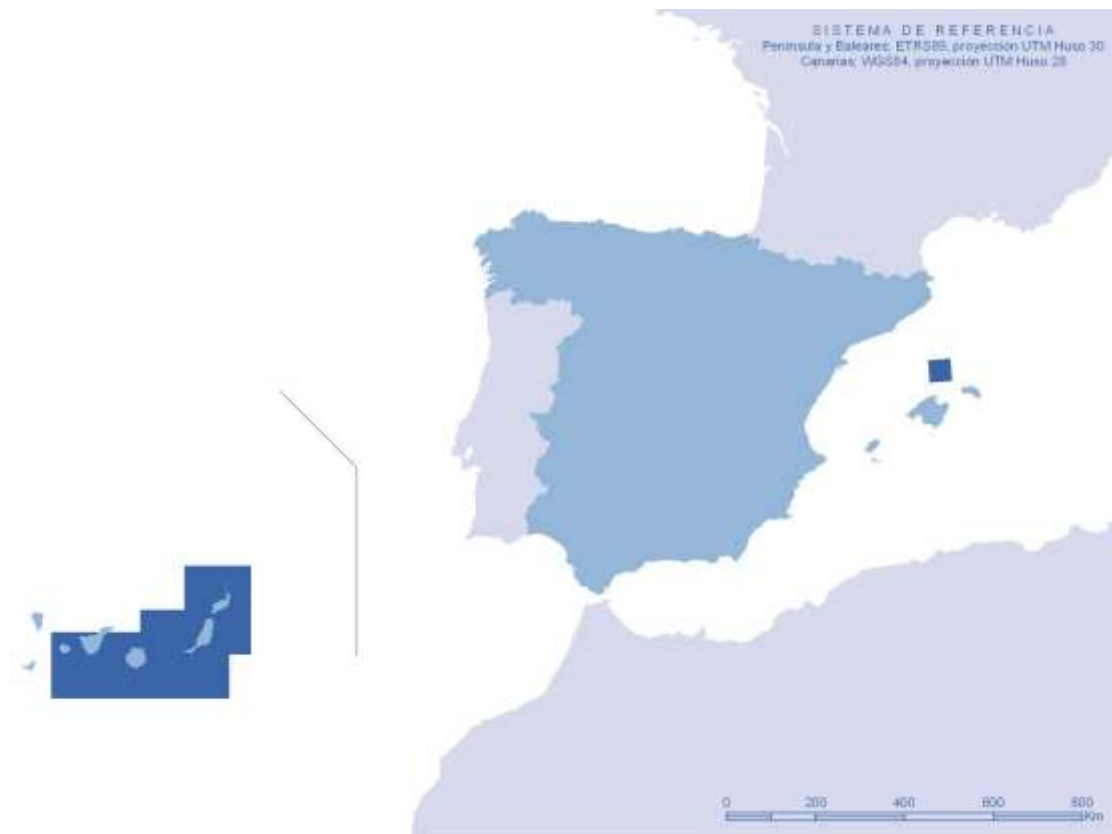 SISTEMA DE REFERENCIA
Península y Baleares: ETRS89, proyección UTM Huso 30
Canarias: WGS84, proyección UTM Huso 28
0 200 400 600 800
Km